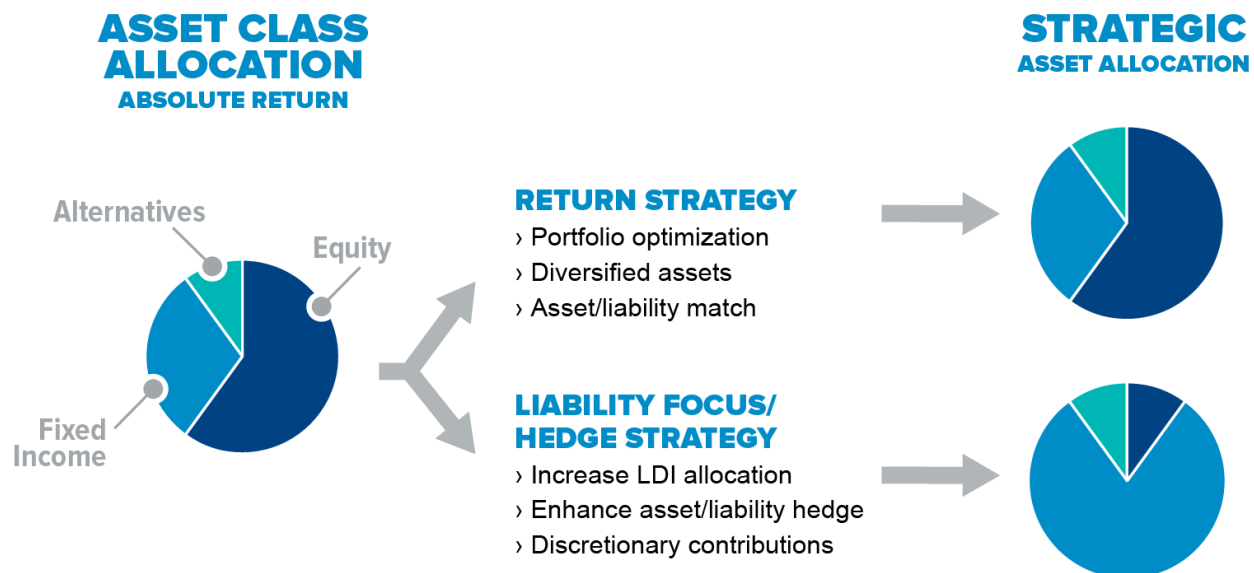 ASSET CLASS
ALLOCATION
ABSOLUTE RETURN
Alternatives
Equity
Fixed
Income
RETURN STRATEGY
› Portfolio optimization
› Diversified assets
› Asset/liability match
LIABILITY FOCUS/
HEDGE STRATEGY
› Increase LDI allocation
› Enhance asset/liability hedge
› Discretionary contributions
STRATEGIC
ASSET ALLOCATION